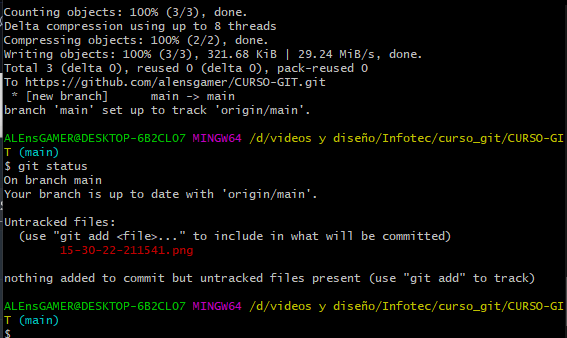 Counting objects: 100% (3/3), done.
Delta compression using up to 8 threads
Compressing objects: 100% (2/2), done.
Writing objects: 100% (3/3), 321.68 KiB | 29.24 MiB/s, done.
Total 3 (delta 0), reused 0 (delta 0), pack-reused 0
To https://github.com/alensgamer/CURSO-GIT.git
 * [new branch]      main -> main
branch 'main' set up to track 'origin/main'.

ALEnsGAMER@DESKTOP-6B2CLO7 MINGW64 /d/videos y diseño/Infotec/curso_git/CURSO-GI
T (main)
$ git status
On branch main
Your branch is up to date with 'origin/main'.

Untracked files:
  (use "git add <file>..." to include in what will be committed)
        15-30-22-211541.png

nothing added to commit but untracked files present (use "git add" to track)

ALEnsGAMER@DESKTOP-6B2CLO7 MINGW64 /d/videos y diseño/Infotec/curso_git/CURSO-GI
T (main)
$